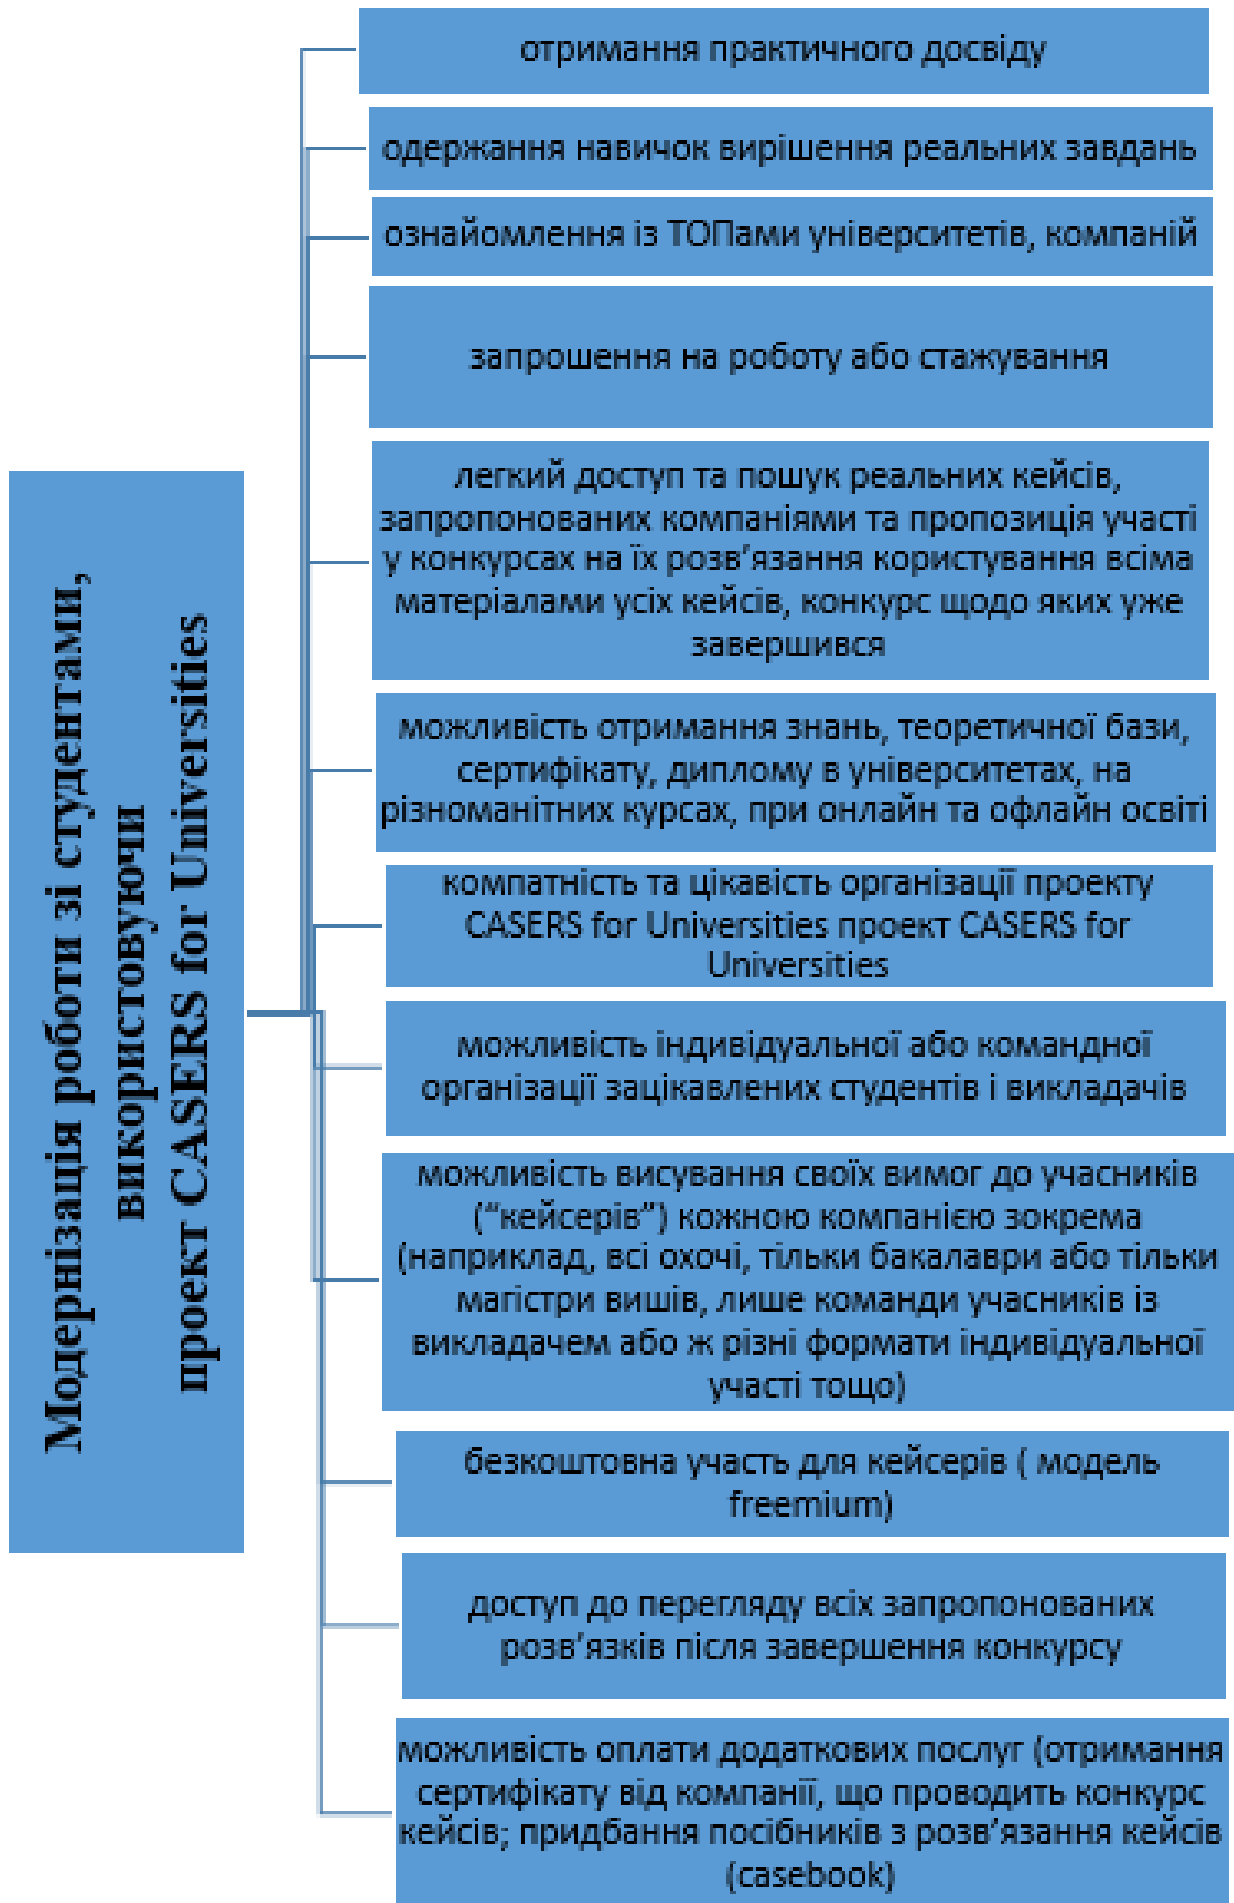 Модернізація роботи зі студентами,
використовуючи
проект CASERS for Universities
отримання практичного досвіду
одержання навичок вирішення реальних завдань
ознайомлення із ТОПами університетів, компаній
запрошення на роботу або стажування
легкий доступ та пошук реальних кейсів,
запропонованих компаніями та пропозиція участі
у конкурсах на їх розв’язання користування всіма
матеріалами усіх кейсів, конкурс щодо яких уже
завершився
можливість отримання знань, теоретичної бази,
сертифікату, диплому в університетах, на
різноманітних курсах, при онлайн та офлайн освіті
компатність та цікавість організації проекту
CASERS for Universities проект CASERS for
Universities
можливість індивідуальної або командної
організації зацікавлених студентів і викладачів
можливість висування своїх вимог до учасників
(“кейсерів”) кожною компанією зокрема
(наприклад, всі охочі, тільки бакалаври або тільки
магістри вишів, лише команди учасників із
викладачем або ж різні формати індивідуальної
участі тощо)
безкоштовна участь для кейсерів ( модель
freemium)
доступ до перегляду всіх запропонованих
розв’язків після завершення конкурсу
можливість оплати додаткових послуг (отримання
сертифікату від компанії, що проводить конкурс
кейсів; придбання посібників з розв’язання кейсів
(casebook)